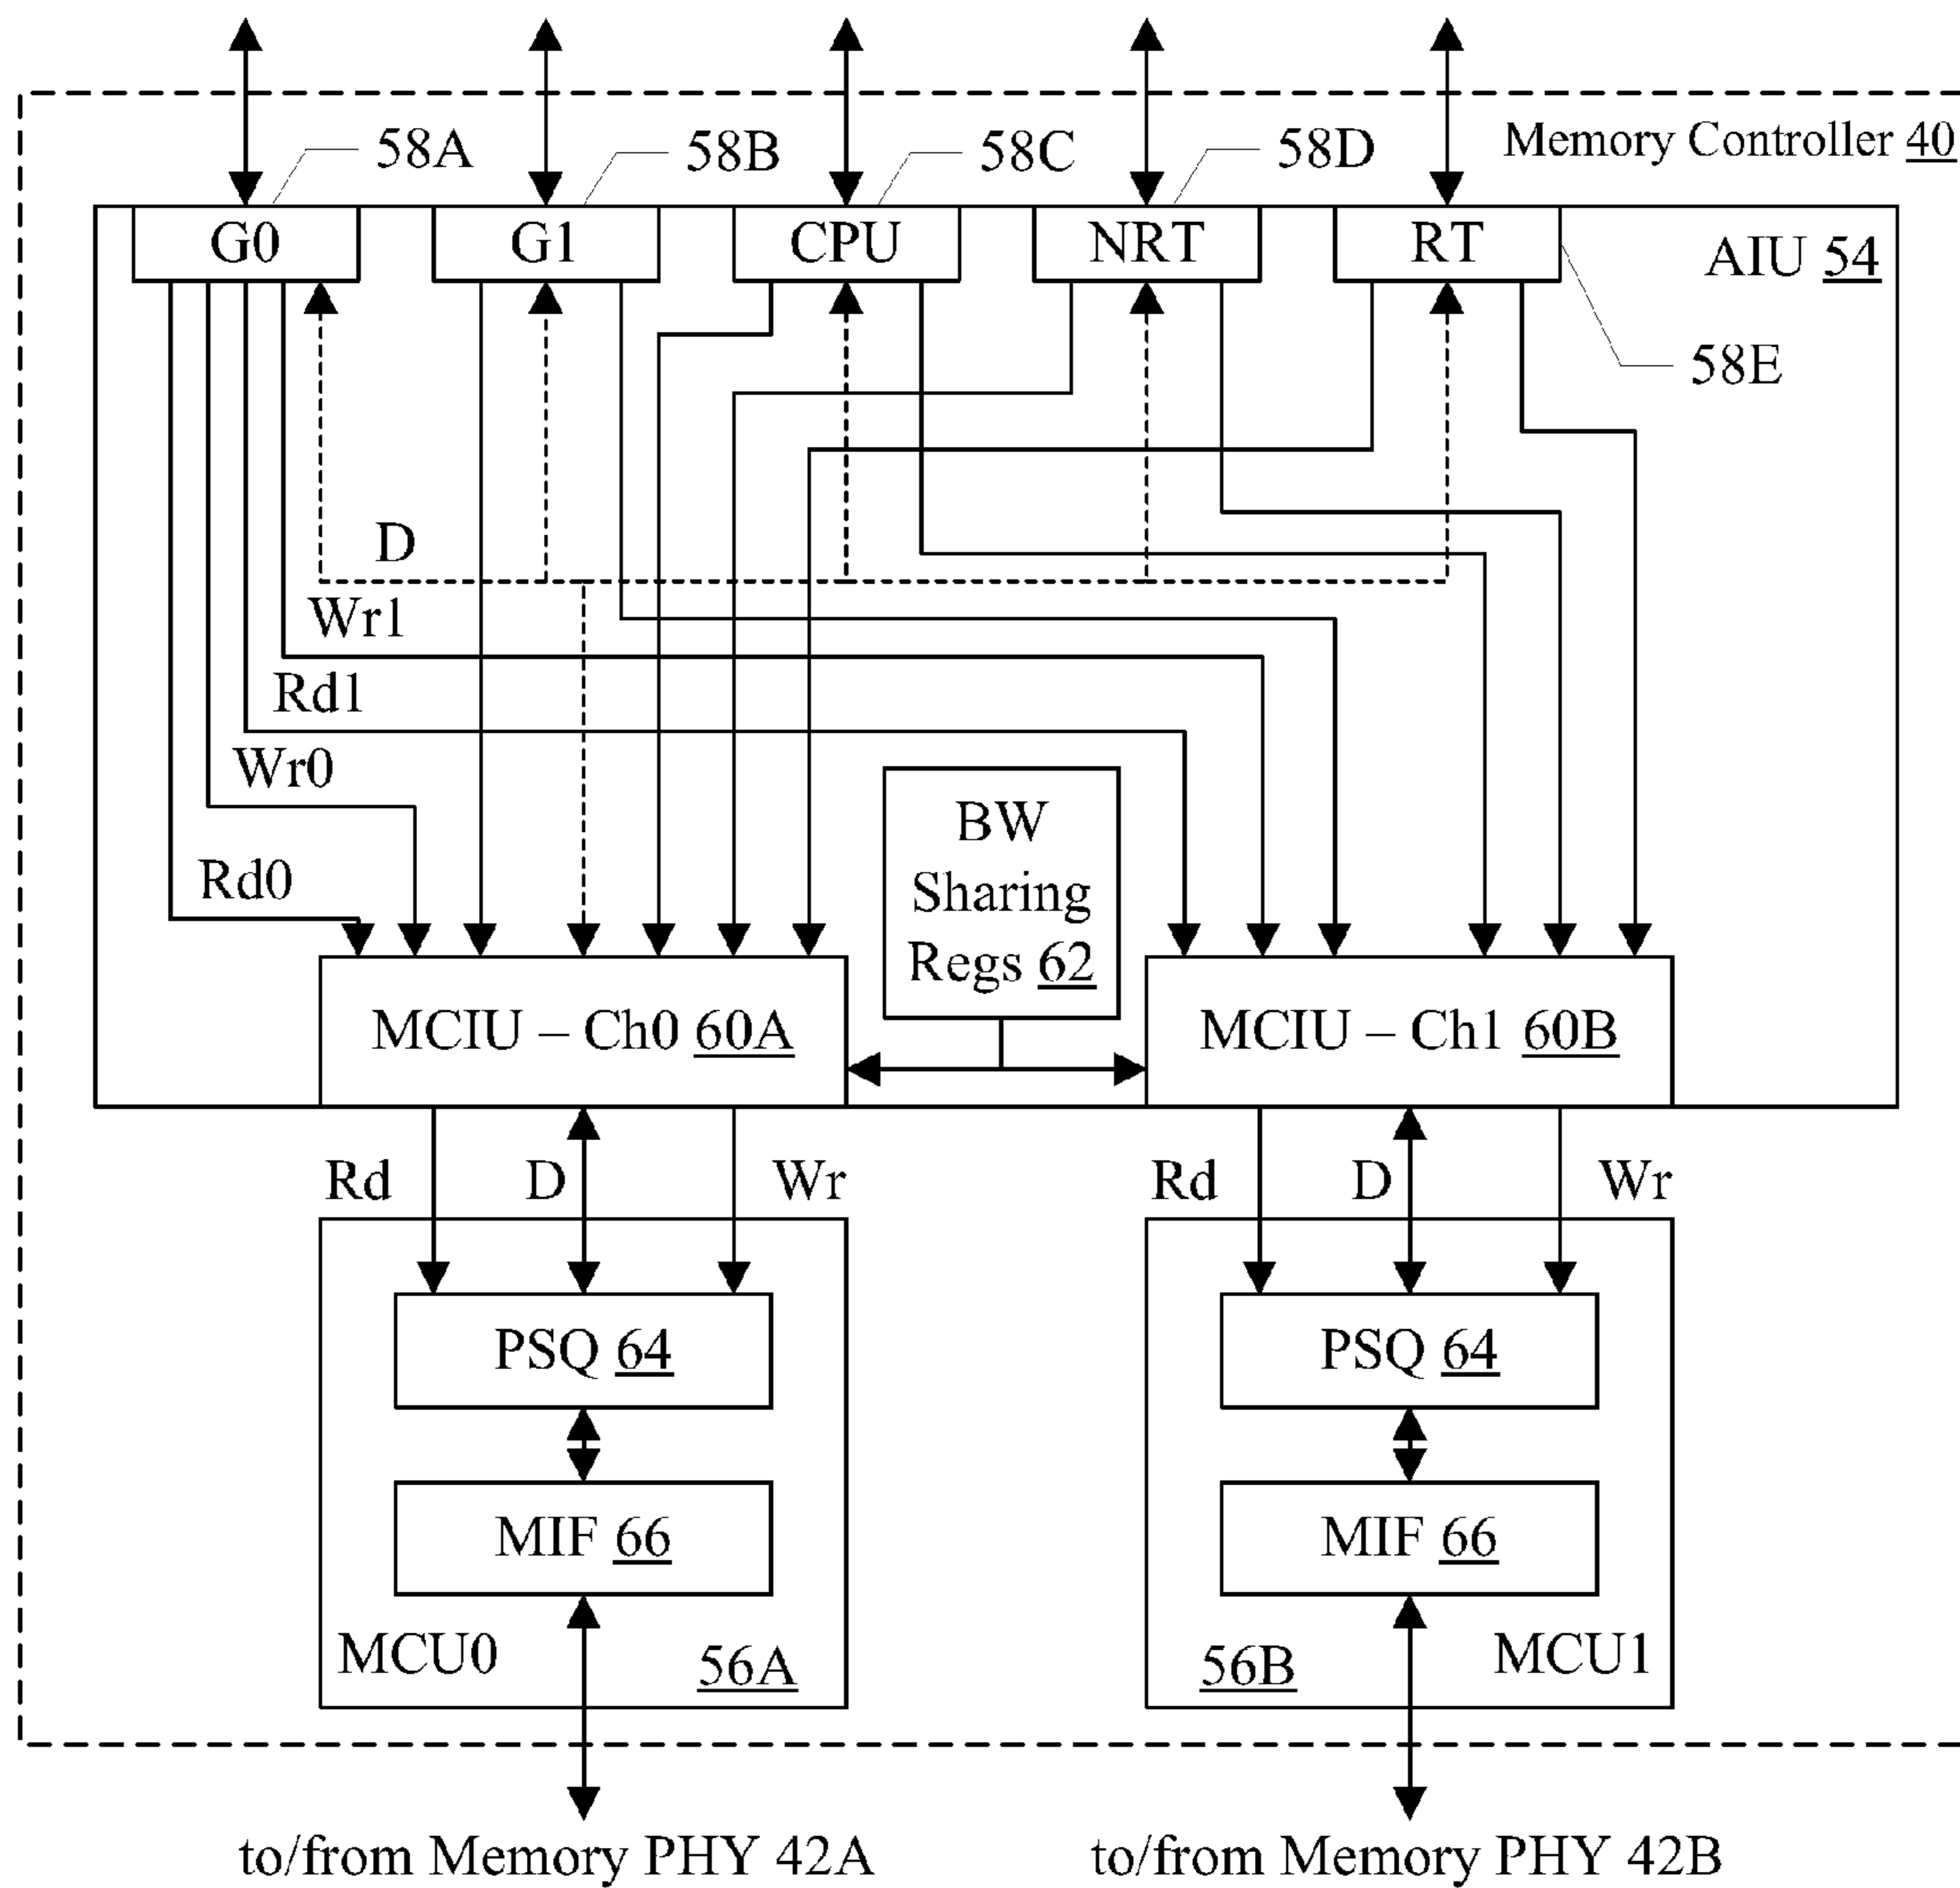 58A
58B
58C
58D
Memory Controller 40
G0
G1
CPU
NRT
RT
AIU 54
58E
D
Wr1
Rd1
Wr0
Rd0
BW
Sharing
Regs 62
MCIU – Ch0 60A
MCIU – Ch1 60B
Rd
D
Wr
Rd
D
Wr
PSQ 64
PSQ 64
MIF 66
MIF 66
MCU0
56A
56B
MCU1
to/from Memory PHY 42A
to/from Memory PHY 42B